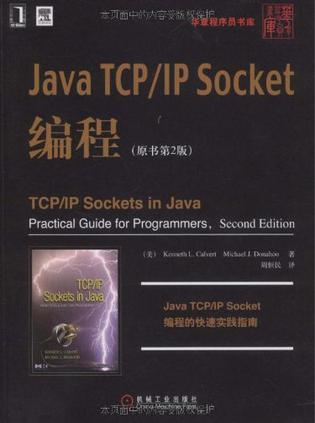 本页面中的内容受版权保护
华章程序员书库
Java TCP/IP Socket
编程 (原书第2版)
TCP/IP Sockets in Java
Practical Guide for Programmers, Second Edition
(美) Kenneth L. Calvert Michael J. Donahoo 著
周恒民 译
TCP/IP
Sockets in Java
Java TCP/IP Socket
编程的快速实践指南
机械工业出版社
China Machine Press
本页面中的内容受版权保护